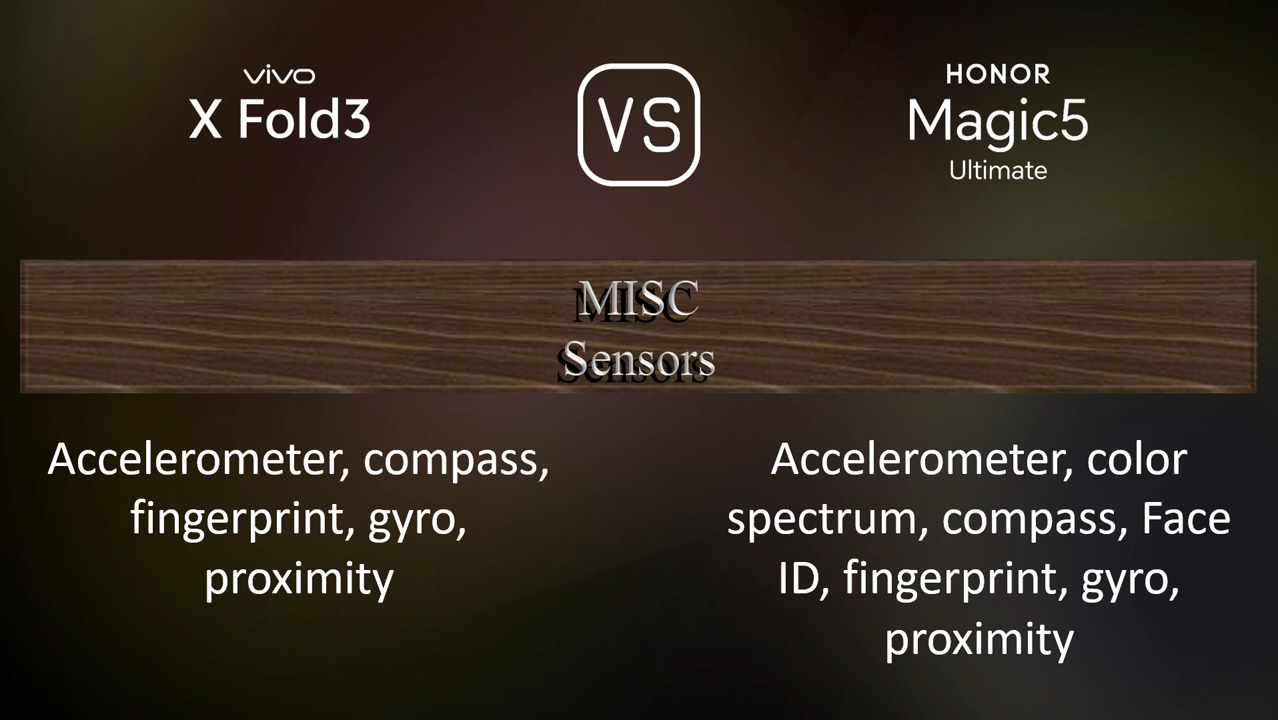 vivo
X Fold3
VS
HONOR
Magic5
Ultimate
MISC
Sensors
Accelerometer, compass,
fingerprint, gyro,
proximity
Accelerometer, color
spectrum, compass, Face
ID, fingerprint, gyro,
proximity